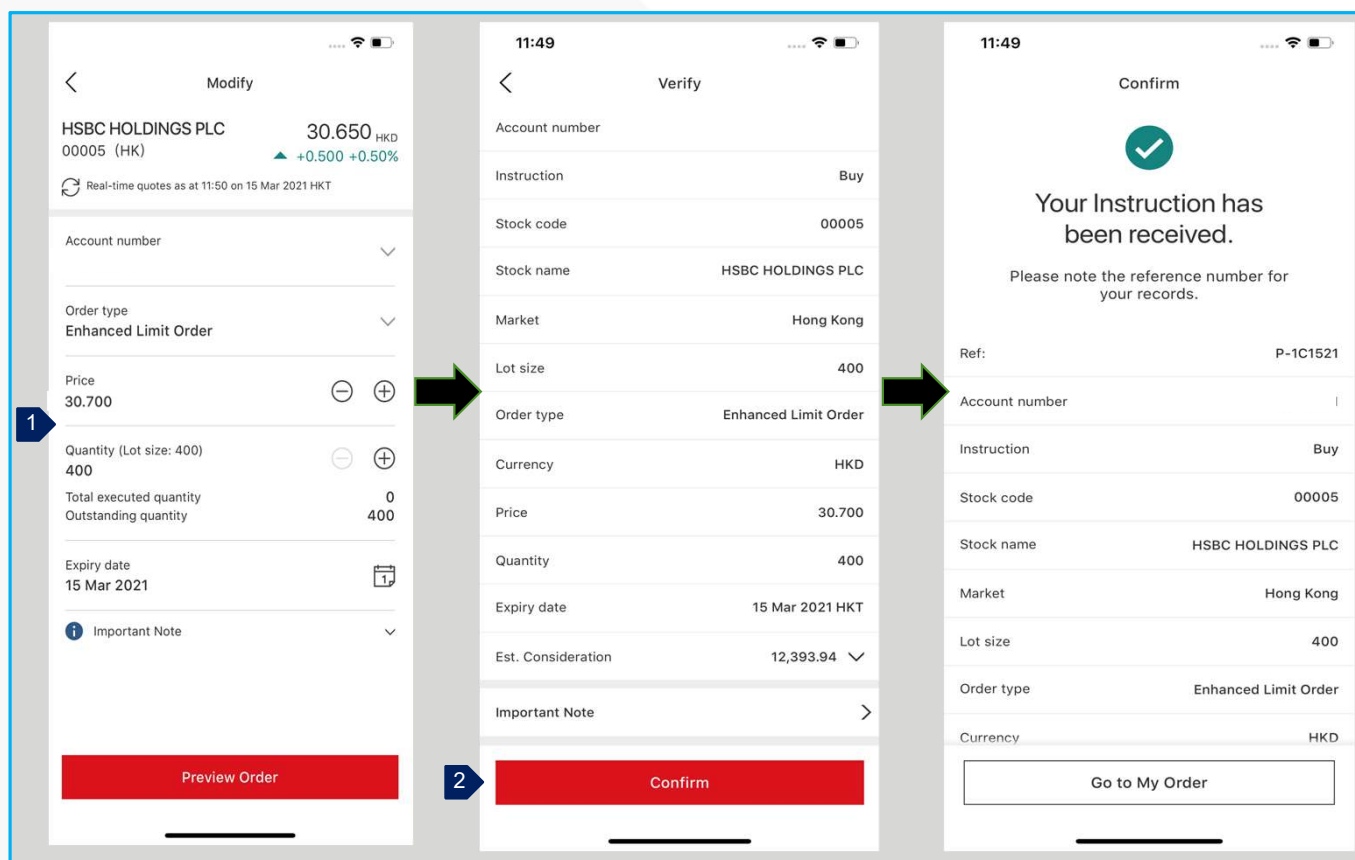 Modify
HSBC HOLDINGS PLC
30.650 HKD
00005 (HK)
+0.500 +0.50%
Real-time quotes as at 11:50 on 15 Mar 2021 HKT
Account number
Order type
Enhanced Limit Order
Price
30.700
1
Quantity (Lot size: 400)
400
Total executed quantity 0
Outstanding quantity 400
Expiry date
15 Mar 2021
1
Important Note
Preview Order
11:49
Verify
Account number
Instruction Buy
Stock code 00005
Stock name HSBC HOLDINGS PLC
Market Hong Kong
Lot size 400
Order type Enhanced Limit Order
Currency HKD
Price 30.700
Quantity 400
Expiry date 15 Mar 2021 HKT
Est. Consideration 12,393.94
Important Note
2
Confirm
11:49
Confirm
Your Instruction has
been received.
Please note the reference number for
your records.
Ref: P-1C1521
Account number
Instruction Buy
Stock code 00005
Stock name HSBC HOLDINGS PLC
Market Hong Kong
Lot size 400
Order type Enhanced Limit Order
Currency HKD
Go to My Order